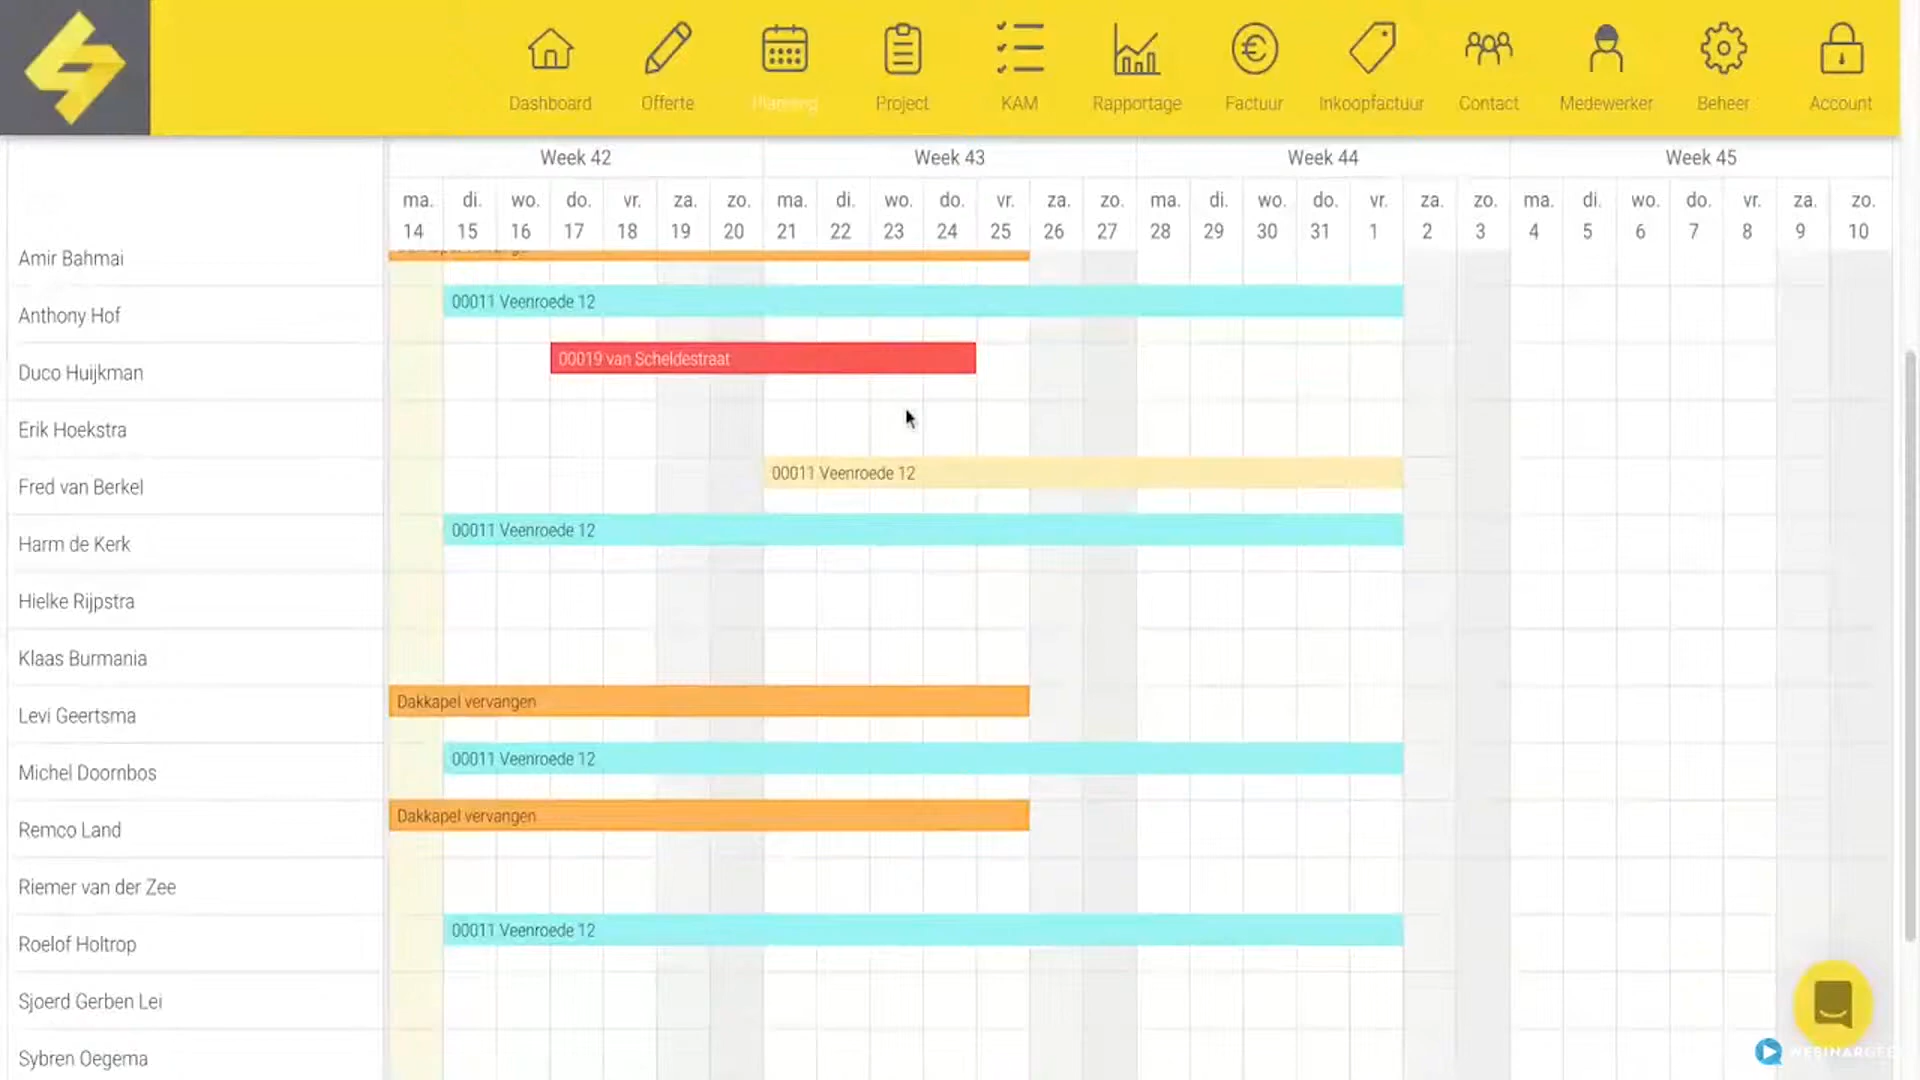 Dashboard Offerte Planning Project KAM Rapportage Factuur Inkoopfactuur Contact Medewerker Beheer Account
Week 42 Week 43 Week 44 Week 45
ma. di. wo. do. vr. za. zo. ma. di. wo. do. vr. za. zo. ma. di. wo. do. vr. za. zo. ma. di. wo. do. vr. za. zo.
14 15 16 17 18 19 20 21 22 23 24 25 26 27 28 29 30 31 1 2 3 4 5 6 7 8 9 10
Amir Bahmai
Anthony Hof 00011 Veenroede 12
Duco Huijkman 00019 van Scheldestraat
Erik Hoekstra
Fred van Berkel 00011 Veenroede 12
Harm de Kerk 00011 Veenroede 12
Hielke Rijpstra
Klaas Burmania
Levi Geertsma Dakkapel vervangen
Michel Doornbos 00011 Veenroede 12
Remco Land Dakkapel vervangen
Riemer van der Zee
Roelof Holtrop 00011 Veenroede 12
Sjoerd Gerben Lei
Sybren Oegema